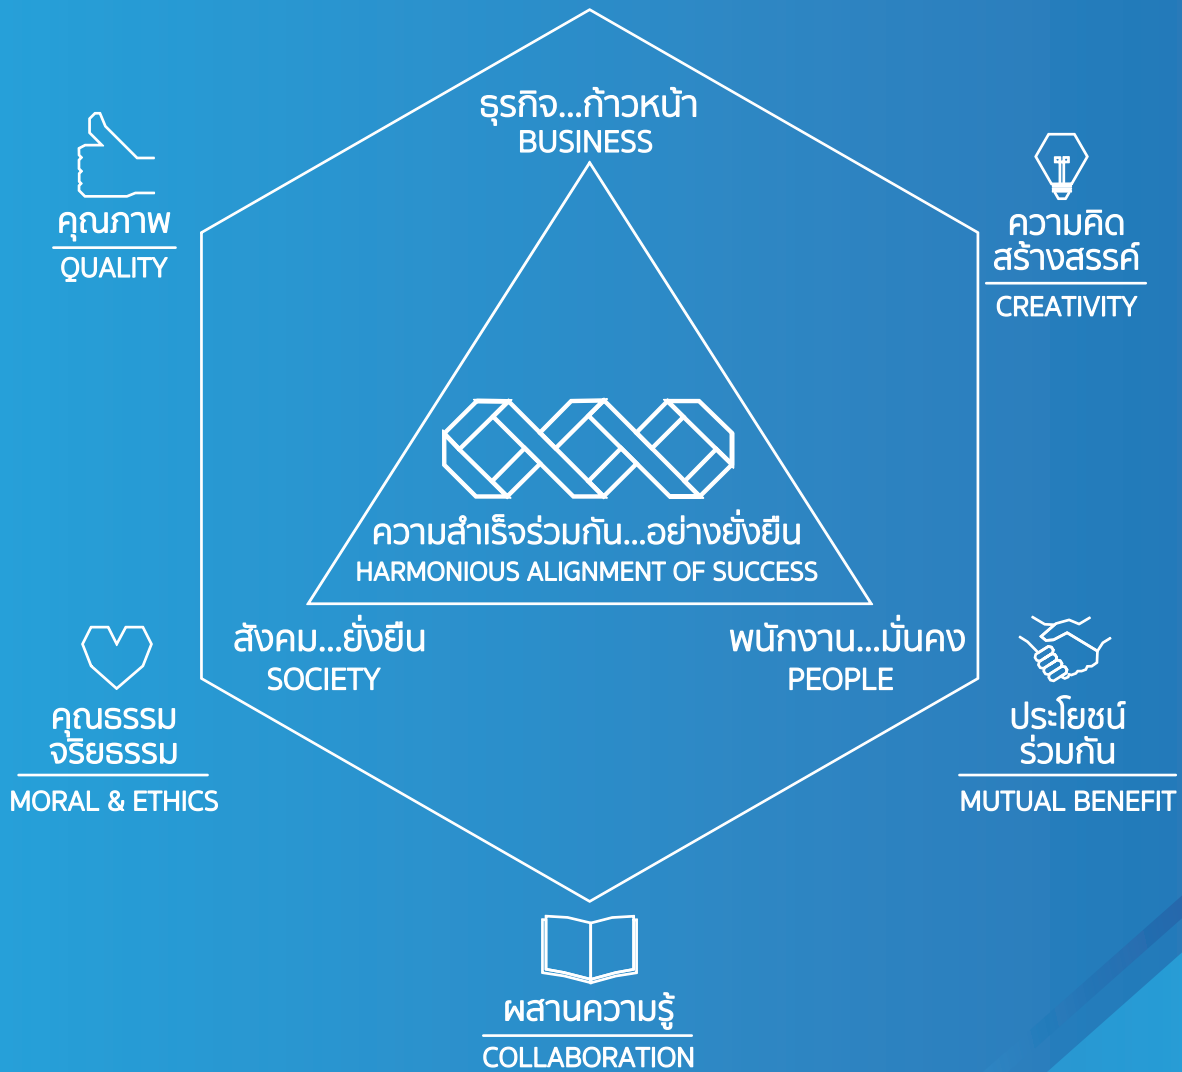 ธุรกิจ...ก้าวหน้า
BUSINESS
คุณภาพ
QUALITY
ความคิด
สร้างสรรค์
CREATIVITY
ความสำเร็จร่วมกัน...อย่างยั่งยืน
HARMONIOUS ALIGNMENT OF SUCCESS
สังคม...ยั่งยืน
SOCIETY
พนักงาน...มั่นคง
PEOPLE
คุณธรรม
จริยธรรม
MORAL & ETHICS
ประโยชน์
ร่วมกัน
MUTUAL BENEFIT
ผสานความรู้
COLLABORATION